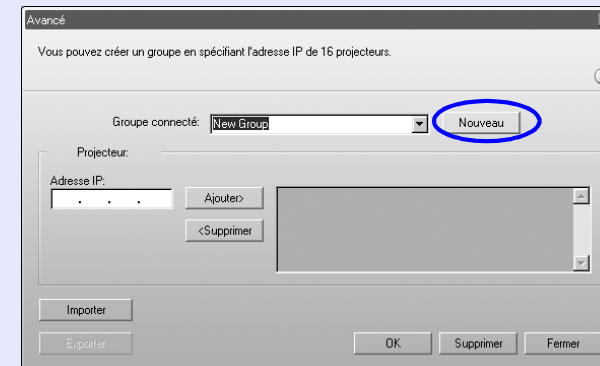 Avancé
Vous pouvez créer un groupe en spécifiant l'adresse IP de 16 projecteurs.
Groupe connecté: New Group Nouveau
Projecteur:
Adresse IP:
. . . Ajouter>
<Supprimer
Importer
Exporter OK Supprimer Fermer